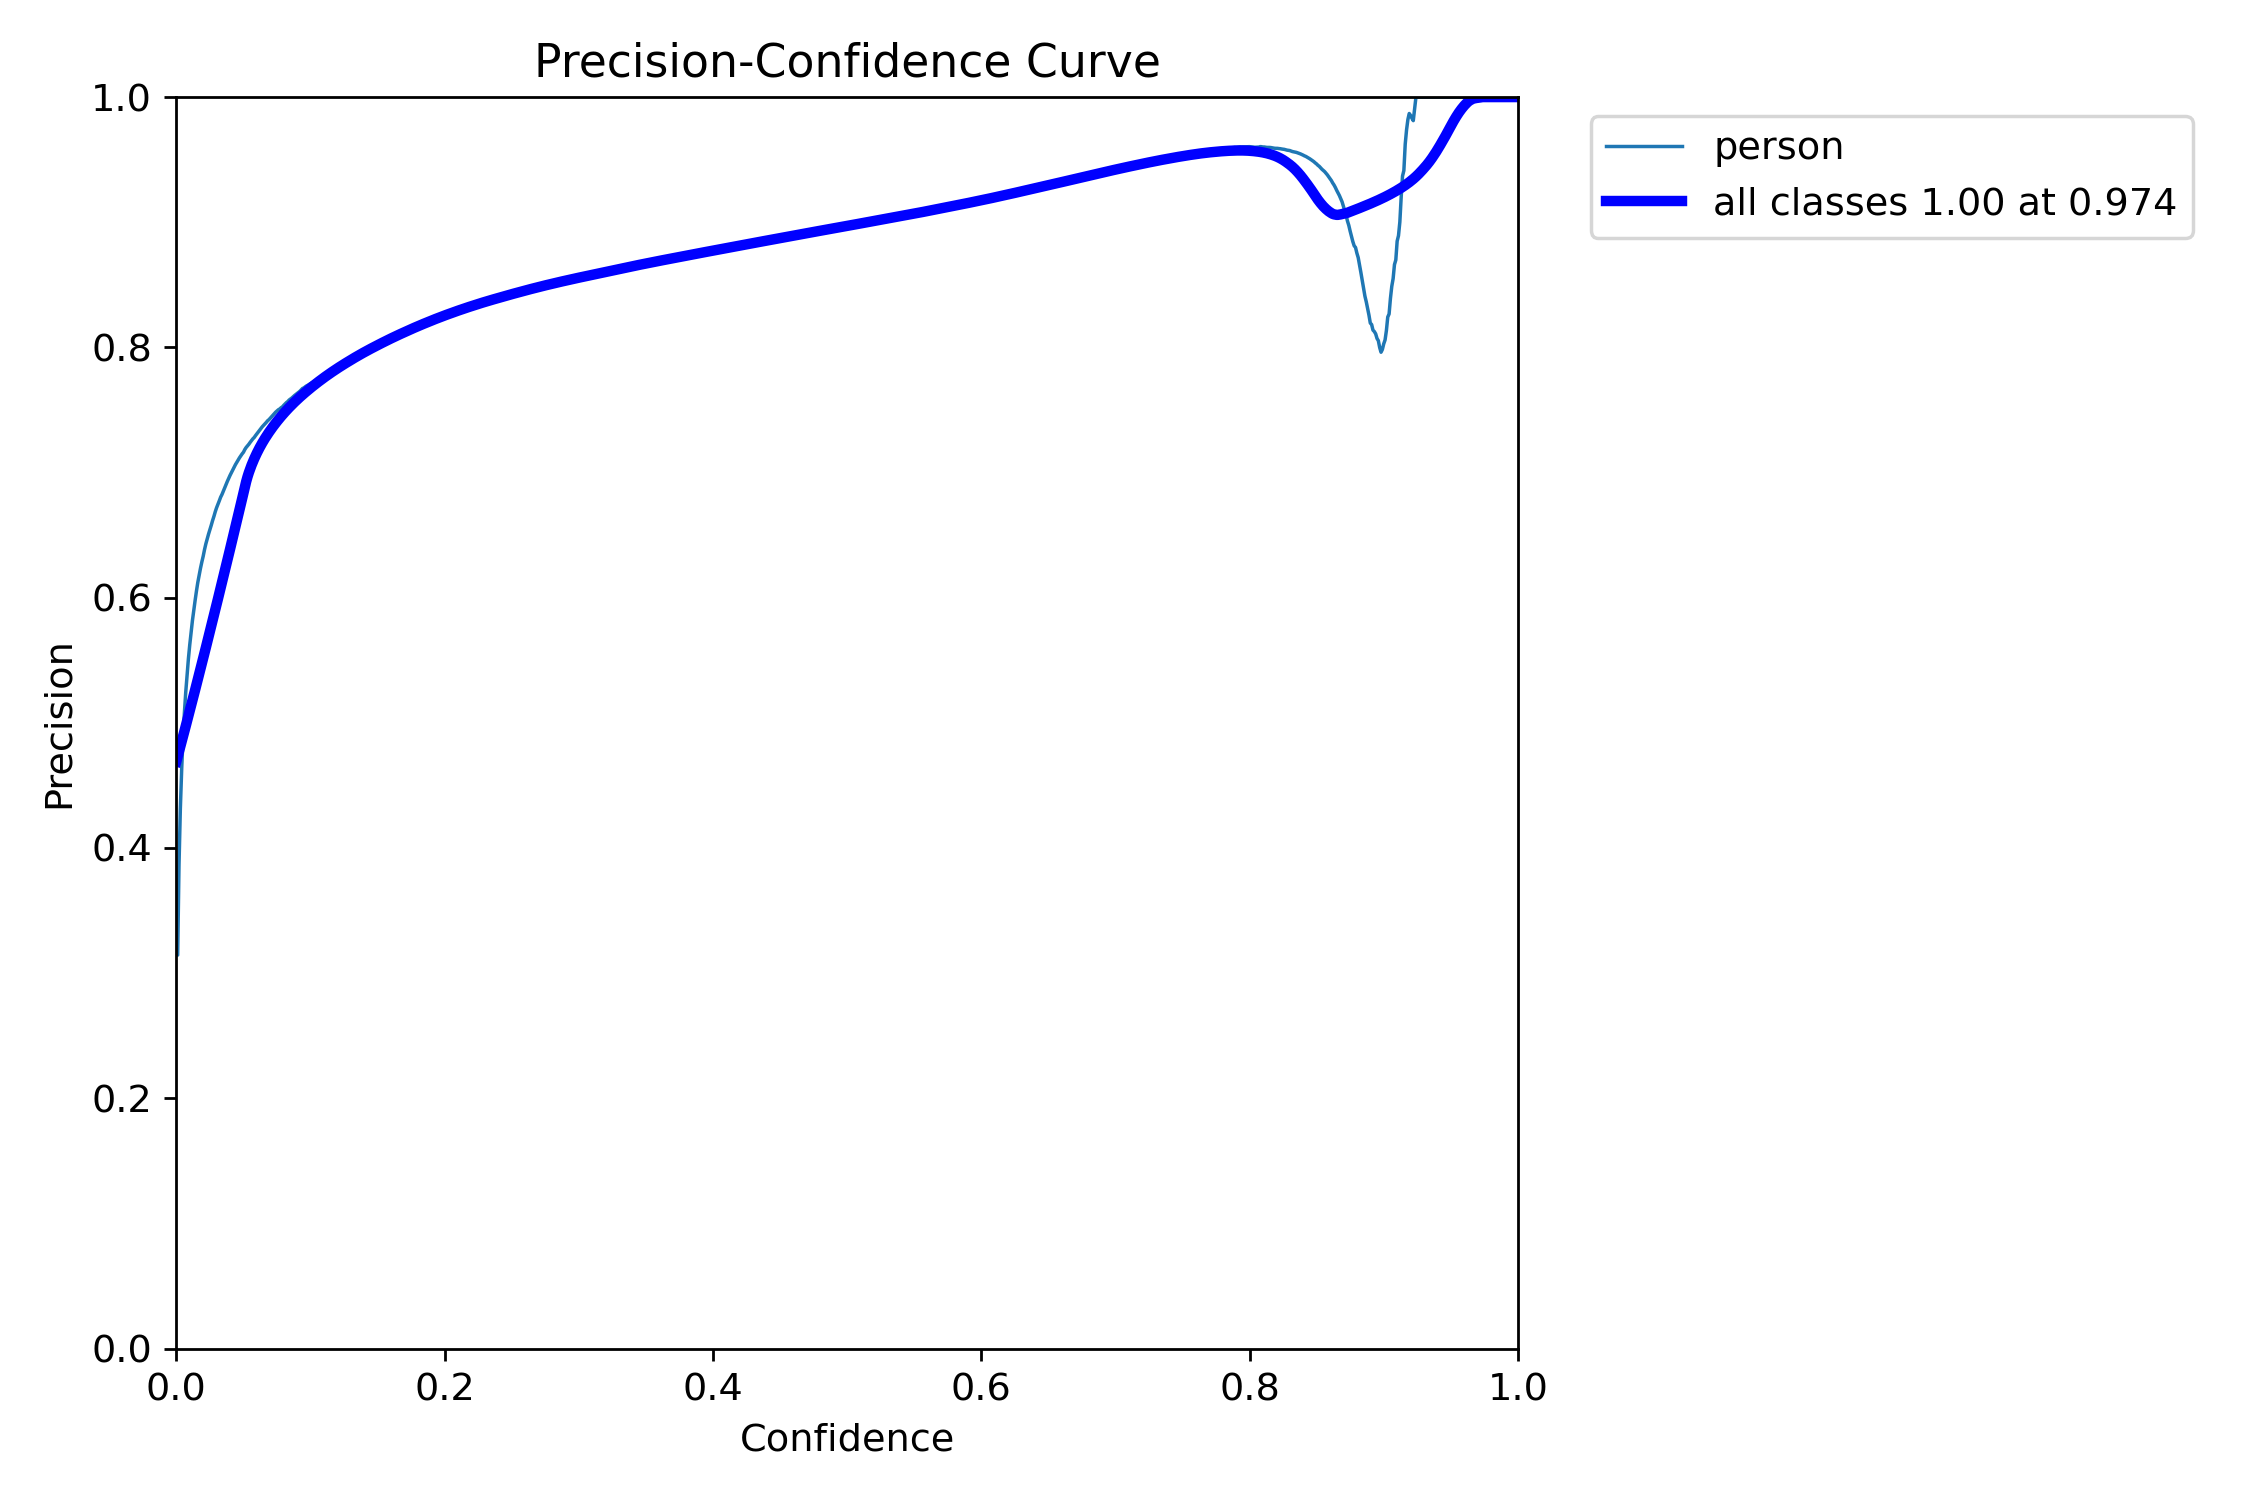 Precision-Confidence Curve
1.0
0.8
0.6
0.4
0.2
0.0
Precision
0.0 0.2 0.4 0.6 0.8 1.0
Confidence
person
all classes 1.00 at 0.974